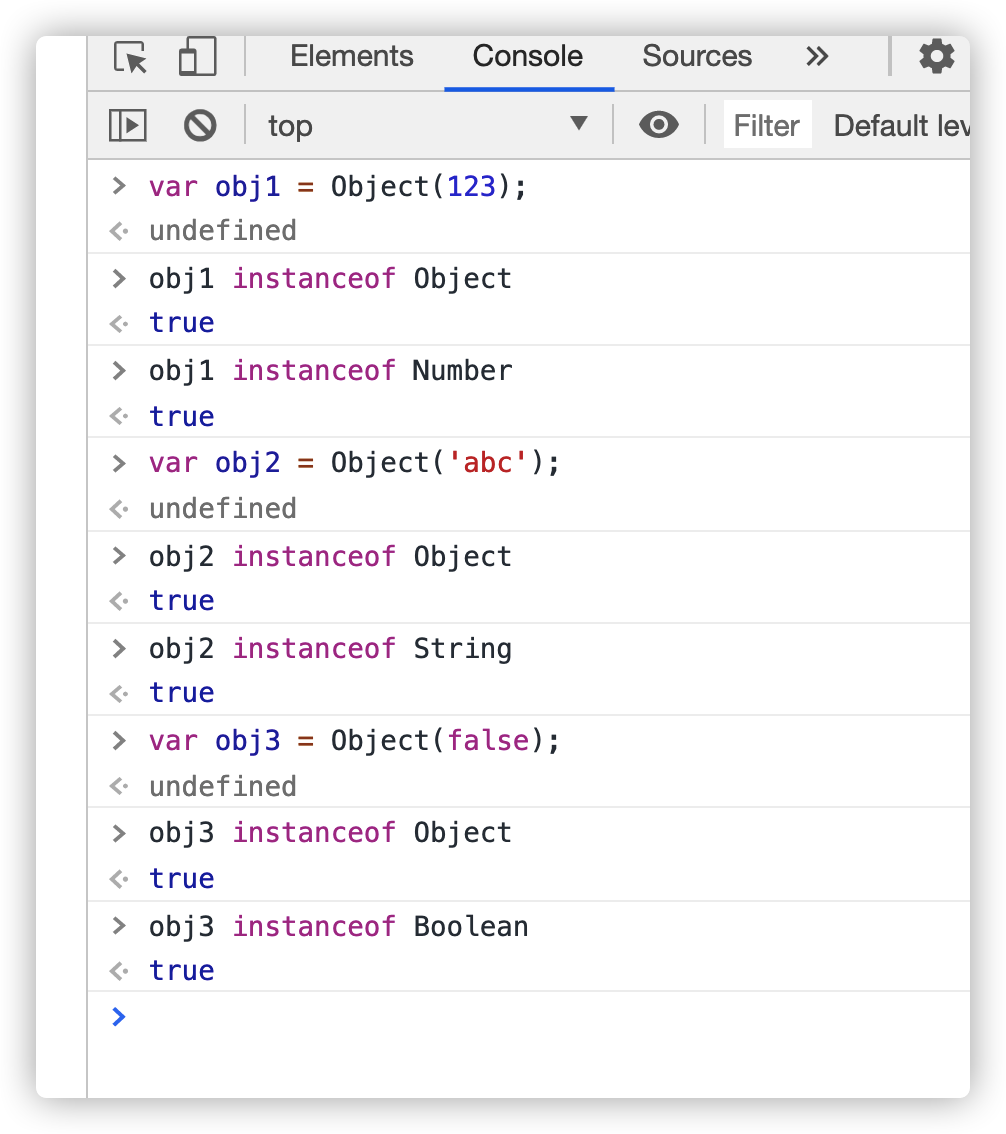 Elements Console Sources »
top ▼ Filter Default lev
> var obj1 = Object(123);
<· undefined
> obj1 instanceof Object
<· true
> obj1 instanceof Number
<· true
> var obj2 = Object('abc');
<· undefined
> obj2 instanceof Object
<· true
> obj2 instanceof String
<· true
> var obj3 = Object(false);
<· undefined
> obj3 instanceof Object
<· true
> obj3 instanceof Boolean
<· true
>